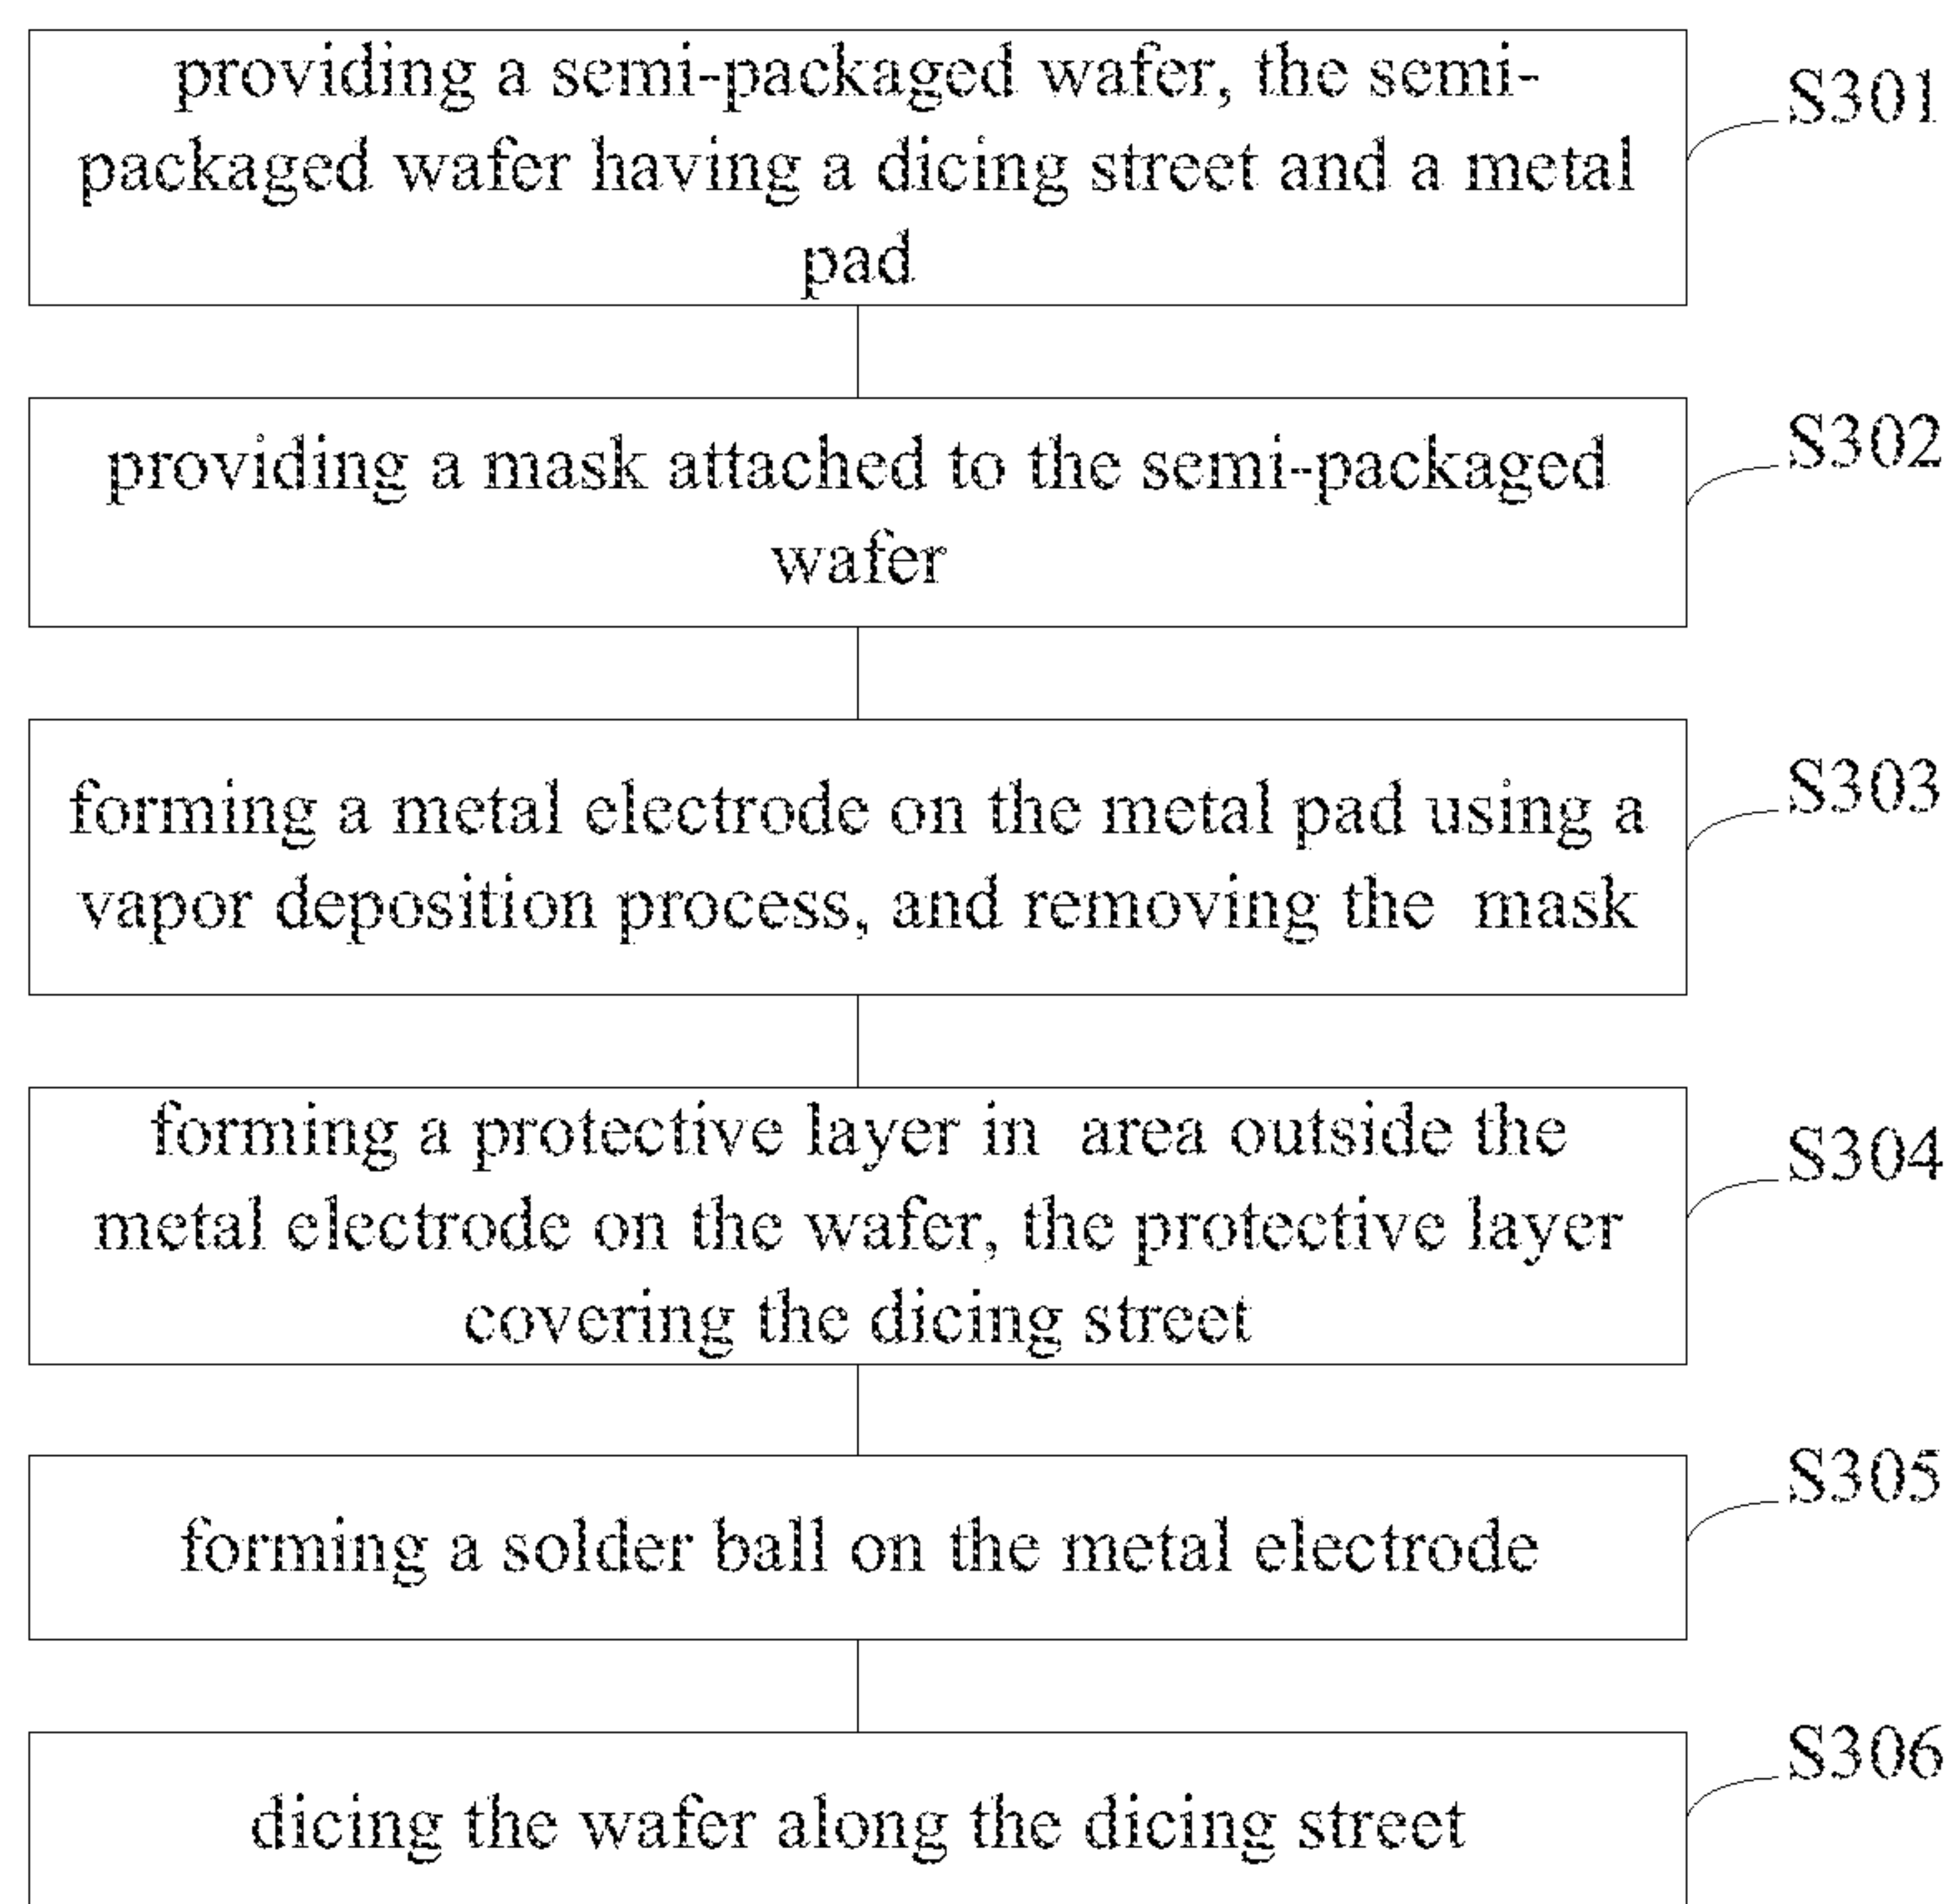 providing a semi-packaged wafer, the semi-
packaged wafer having a dicing street and a metal
pad
S301
providing a mask attached to the semi-packaged
wafer
S302
forming a metal electrode on the metal pad using a
vapor deposition process, and removing the mask
S303
forming a protective layer in area outside the
metal electrode on the wafer, the protective layer
covering the dicing street
S304
forming a solder ball on the metal electrode
S305
dicing the wafer along the dicing street
S306